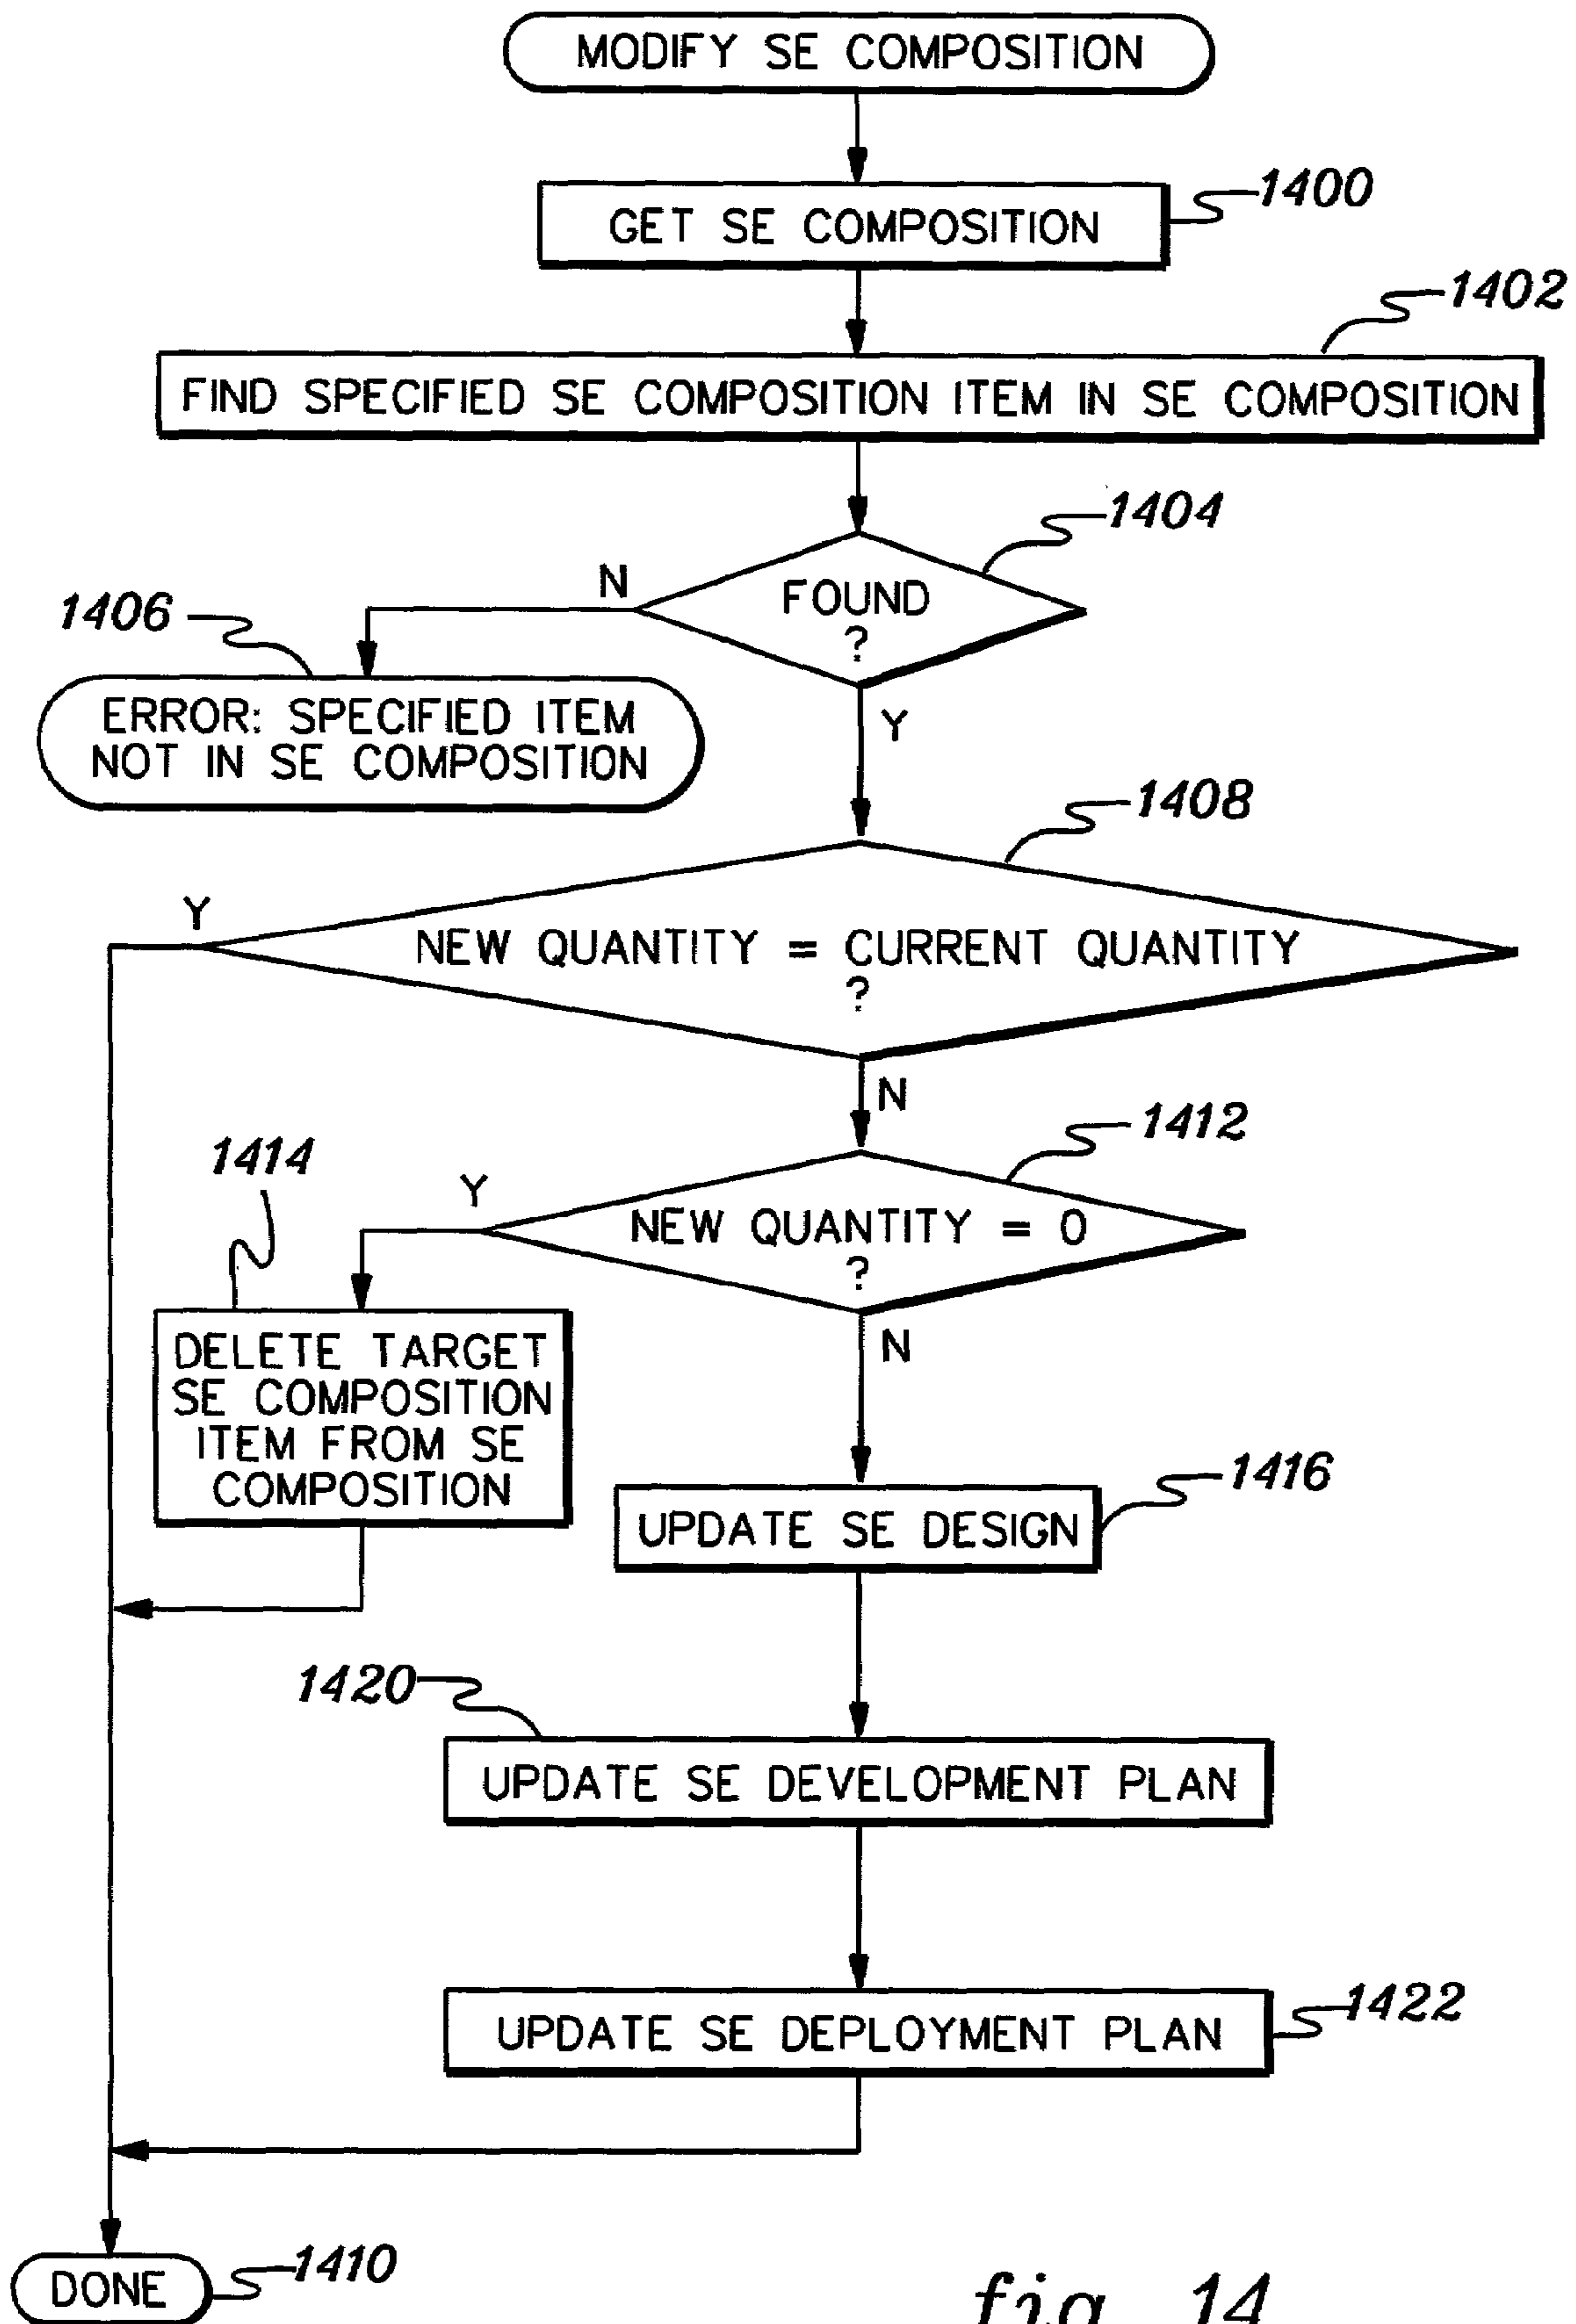 MODIFY SE COMPOSITION
1400
GET SE COMPOSITION
1402
FIND SPECIFIED SE COMPOSITION ITEM IN SE COMPOSITION
1404
N
FOUND
?
1406
ERROR: SPECIFIED ITEM
NOT IN SE COMPOSITION
Y
1408
Y
NEW QUANTITY = CURRENT QUANTITY
?
N
1412
1414
Y
NEW QUANTITY = 0
?
N
DELETE TARGET
SE COMPOSITION
ITEM FROM SE
COMPOSITION
1416
UPDATE SE DESIGN
1420
UPDATE SE DEVELOPMENT PLAN
1422
UPDATE SE DEPLOYMENT PLAN
1410
DONE
fig. 14